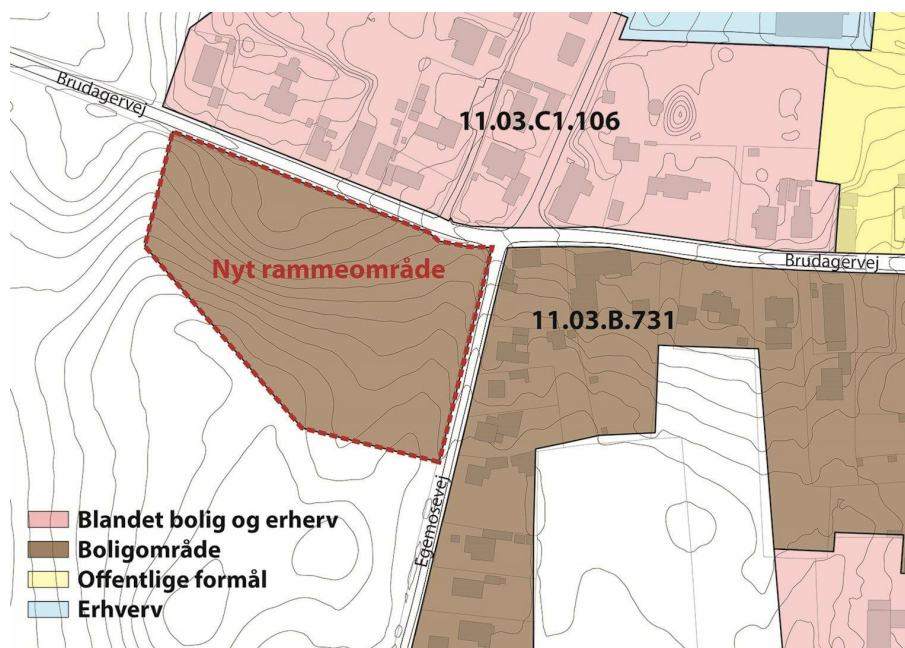 Brudagervej
11.03.C1.106
Nyt rammeområde
Brudagervej
11.03.B.731
Egemosevej
Blandet bolig og erherv
Boligområde
Offentlige formål
Erhverv